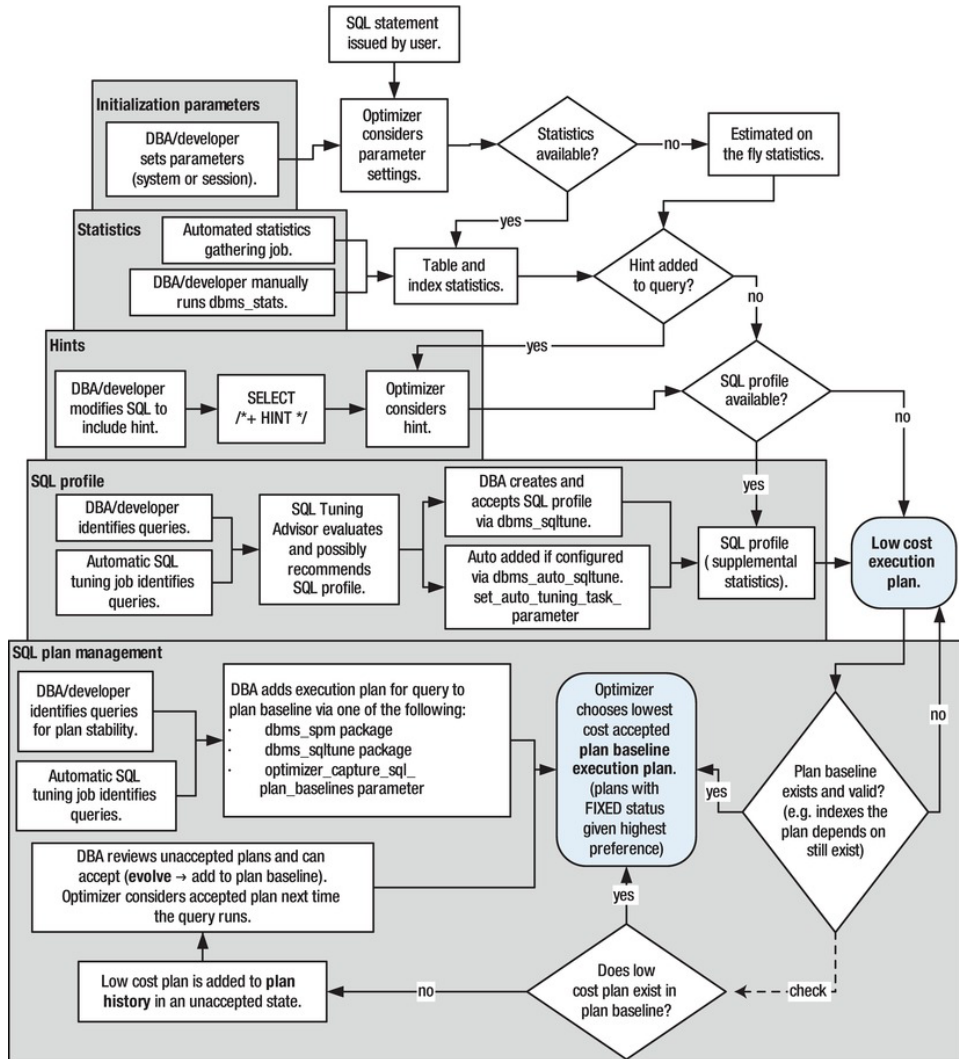 SQL statement
issued by user.
Initialization parameters
DBA/developer
sets parameters
(system or session).
Optimizer
considers
parameter
settings.
Statistics
available?
no
Estimated on
the fly statistics.
yes
Statistics
Automated statistics
gathering job.
DBA/developer manually
runs dbms_stats.
Table and
index statistics.
Hint added
to query?
no
yes
Hints
DBA/developer
modifies SQL to
include hint.
SELECT
/*+ HINT */
Optimizer
considers
hint.
SQL profile
available?
no
yes
SQL profile
DBA/developer
identifies queries.
Automatic SQL
tuning job identifies
queries.
SQL Tuning
Advisor evaluates
and possibly
recommends
SQL profile.
DBA creates and
accepts SQL profile
via dbms_sqltune.
Auto added if configured
via dbms_auto_sqltune.
set_auto_tuning_task_
parameter
SQL profile
( supplemental
statistics).
Low cost
execution
plan.
SQL plan management
DBA/developer
identifies queries
for plan stability.
Automatic SQL
tuning job identifies
queries.
DBA adds execution plan for query to
plan baseline via one of the following:
· dbms_spm package
· dbms_sqltune package
· optimizer_capture_sql_
plan_baselines parameter
Optimizer
chooses lowest
cost accepted
plan baseline
execution plan.
(plans with
FIXED status
given highest
preference)
yes
Plan baseline
exists and valid?
(e.g. indexes the
plan depends on
still exist)
no
DBA reviews unaccepted plans and can
accept (evolve → add to plan baseline).
Optimizer considers accepted plan next time
the query runs.
yes
Low cost plan is added to plan
history in an unaccepted state.
no
Does low
cost plan exist in
plan baseline?
check